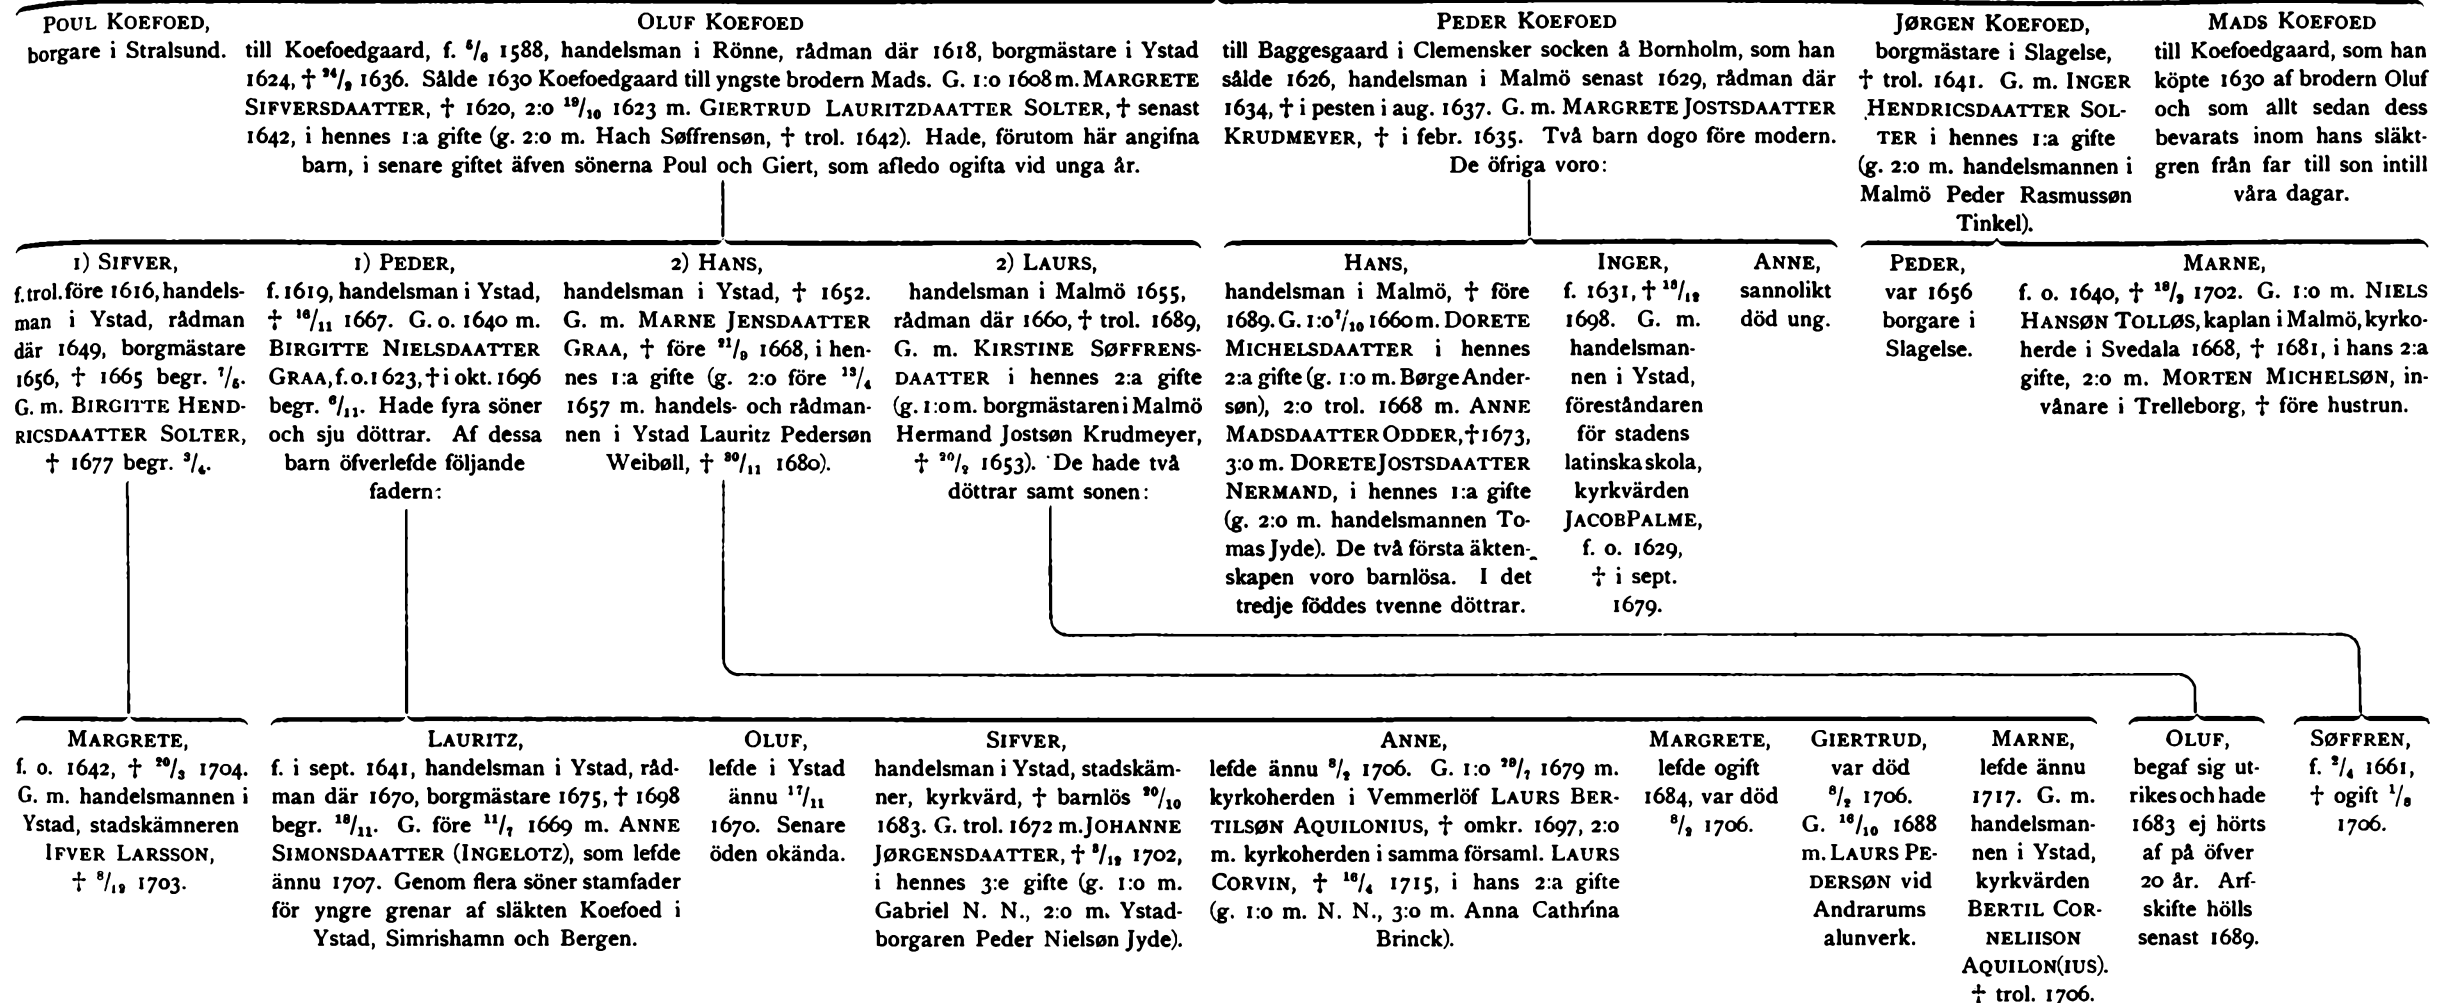 POUL KOEFOED,
borgare i Stralsund.
OLUF KOEFOED
till Koefoedgaard, f. 5/6 1588, handelsman i Rönne, rådman där 1618, borgmästare i Ystad
1624, † 24/9 1636. Sålde 1630 Koefoedgaard till yngste brodern Mads. G. 1:o 1608 m. MARGRETE
SIFVERSDAATTER, † 1620, 2:o 19/10 1623 m. GIERTRUD LAURITZDAATTER SOLTER, † senast
1642, i hennes 1:a gifte (g. 2:o m. Hach Søffrensøn, † trol. 1642). Hade, förutom här angifna
barn, i senare giftet äfven sönerna Poul och Giert, som afledo ogifta vid unga år.
PEDER KOEFOED
till Baggesgaard i Clemensker socken å Bornholm, som han
sålde 1626, handelsman i Malmö senast 1629, rådman där
1634, † i pesten i aug. 1637. G. m. MARGRETE JOSTSDAATTER
KRUDMEYER, † i febr. 1635. Två barn dogo före modern.
De öfriga voro:
JØRGEN KOEFOED,
borgmästare i Slagelse,
† trol. 1641. G. m. INGER
HENDRICSDAATTER SOL-
TER i hennes 1:a gifte
(g. 2:o m. handelsmannen i
Malmö Peder Rasmussøn
Tinkel).
MADS KOEFOED
till Koefoedgaard, som han
köpte 1630 af brodern Oluf
och som allt sedan dess
bevarats inom hans släkt-
gren från far till son intill
våra dagar.
1) SIFVER,
f. trol. före 1616, handels-
man i Ystad, rådman
där 1649, borgmästare
1656, † 1665 begr. 7/5.
G. m. BIRGITTE HEND-
RICSDAATTER SOLTER,
† 1677 begr. 3/4.
1) PEDER,
f. 1619, handelsman i Ystad,
† 16/11 1667. G. o. 1640 m.
BIRGITTE NIELSDAATTER
GRAA, f. o. 1623, † i okt. 1696
begr. 6/11. Hade fyra söner
och sju döttrar. Af dessa
barn öfverlefde följande
fadern:
2) HANS,
handelsman i Ystad, † 1652.
G. m. MARNE JENSDAATTER
GRAA, † före 21/9 1668, i hen-
nes 1:a gifte (g. 2:o före 13/4
1657 m. handels- och rådman-
nen i Ystad Lauritz Pedersøn
Weibøll, † 30/11 1680).
2) LAURS,
handelsman i Malmö 1655,
rådman där 1660, † trol. 1689,
G. m. KIRSTINE SØFFRENS-
DAATTER i hennes 2:a gifte
(g. 1:o m. borgmästaren i Malmö
Hermand Jostsøn Krudmeyer,
† 20/2 1653). De hade två
döttrar samt sonen:
HANS,
handelsman i Malmö, † före
1689. G. 1:o 7/10 1660 m. DORETE
MICHELSDAATTER i hennes
2:a gifte (g. 1:o m. Børge Ander-
søn), 2:o trol. 1668 m. ANNE
MADSDAATTER ODDER, † 1673,
3:o m. DORETE JOSTSDAATTER
NERMAND, i hennes 1:a gifte
(g. 2:o m. handelsmannen To-
mas Jyde). De två första äkten-
skapen voro barnlösa. I det
tredje föddes tvenne döttrar.
INGER,
f. 1631, † 18/12
1698. G. m.
handelsman-
nen i Ystad,
föreståndaren
för stadens
latinska skola,
kyrkvärden
JACOB PALME,
f. o. 1629,
† i sept.
1679.
ANNE,
sannolikt
död ung.
PEDER,
var 1656
borgare i
Slagelse.
MARNE,
f. o. 1640, † 18/3 1702. G. 1:o m. NIELS
HANSØN TOLLØS, kaplan i Malmö, kyrko-
herde i Svedala 1668, † 1681, i hans 2:a
gifte, 2:o m. MORTEN MICHELSØN, in-
vånare i Trelleborg, † före hustrun.
MARGRETE,
f. o. 1642, † 20/3 1704.
G. m. handelsmannen i
Ystad, stadskämneren
IFVER LARSSON,
† 8/12 1703.
LAURITZ,
f. i sept. 1641, handelsman i Ystad, råd-
man där 1670, borgmästare 1675, † 1698
begr. 18/11. G. före 11/7 1669 m. ANNE
SIMONSDAATTER (INGELOTZ), som lefde
ännu 1707. Genom flera söner stamfader
för yngre grenar af släkten Koefoed i
Ystad, Simrishamn och Bergen.
OLUF,
lefde i Ystad
ännu 17/11
1670. Senare
öden okända.
SIFVER,
handelsman i Ystad, stadskäm-
ner, kyrkvärd, † barnlös 20/10
1683. G. trol. 1672 m. JOHANNE
JØRGENSDAATTER, † 3/12 1702,
i hennes 3:e gifte (g. 1:o m.
Gabriel N. N., 2:o m. Ystad-
borgaren Peder Nielsøn Jyde).
ANNE,
lefde ännu 8/2 1706. G. 1:o 28/7 1679 m.
kyrkoherden i Vemmerlöf LAURS BER-
TILSØN AQUILONIUS, † omkr. 1697, 2:o
m. kyrkoherden i samma församl. LAURS
CORVIN, † 16/4 1715, i hans 2:a gifte
(g. 1:o m. N. N., 3:o m. Anna Cathrina
Brinck).
MARGRETE,
lefde ogift
1684, var död
8/2 1706.
GIERTRUD,
var död
8/2 1706.
G. 16/10 1688
m. LAURS PE-
DERSØN vid
Andrarums
alunverk.
MARNE,
lefde ännu
1717. G. m.
handelsman-
nen i Ystad,
kyrkvärden
BERTIL COR-
NELIISON
AQUILON(IUS).
† trol. 1706.
OLUF,
begaf sig ut-
rikes och hade
1683 ej hörts
af på öfver
20 år. Arf-
skifte hölls
senast 1689.
SØFFREN,
f. 2/4 1661,
† ogift 1/8
1706.